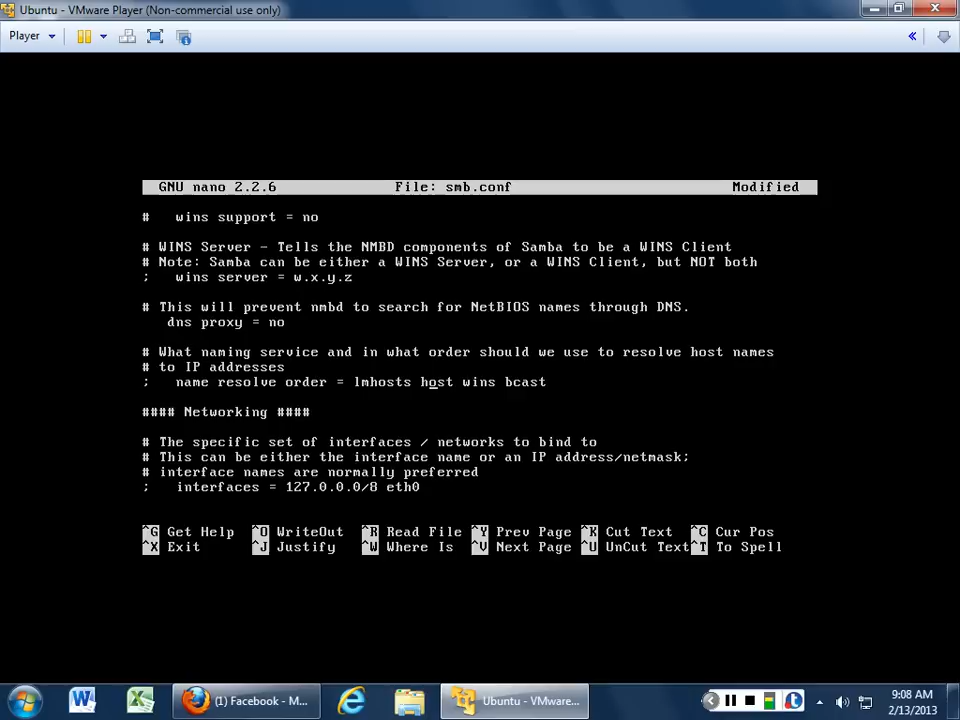 Ubuntu - VMware Player (Non-commercial use only)
Player
GNU nano 2.2.6 File: smb.conf Modified
# wins support = no
# WINS Server - Tells the NMBD components of Samba to be a WINS Client
# Note: Samba can be either a WINS Server, or a WINS Client, but NOT both
; wins server = w.x.y.z
# This will prevent nmbd to search for NetBIOS names through DNS.
dns proxy = no
# What naming service and in what order should we use to resolve host names
# to IP addresses
; name resolve order = lmhosts host wins bcast
#### Networking ####
# The specific set of interfaces / networks to bind to
# This can be either the interface name or an IP address/netmask;
# interface names are normally preferred
; interfaces = 127.0.0.0/8 eth0
^G Get Help ^O WriteOut ^R Read File ^Y Prev Page ^K Cut Text ^C Cur Pos
^X Exit ^J Justify ^W Where Is ^V Next Page ^U UnCut Text ^T To Spell
(1) Facebook - M...
Ubuntu - VMware...
9:08 AM
2/13/2013